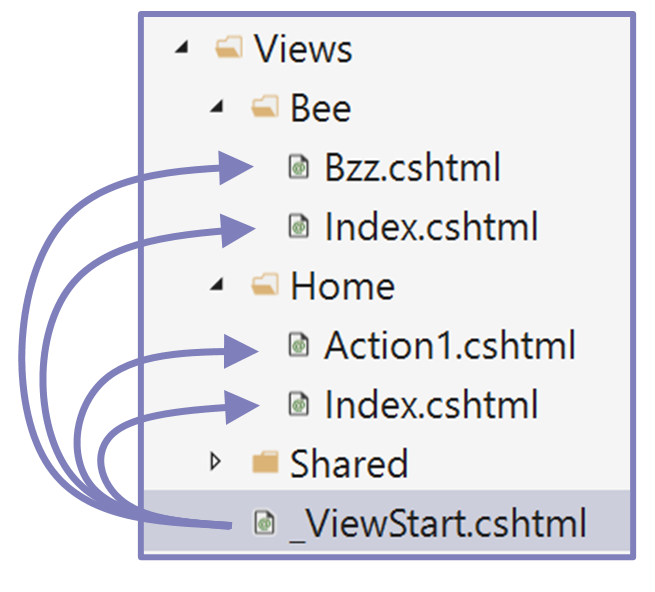 Views
Bee
Bzz.cshtml
Index.cshtml
Home
Action1.cshtml
Index.cshtml
Shared
_ViewStart.cshtml